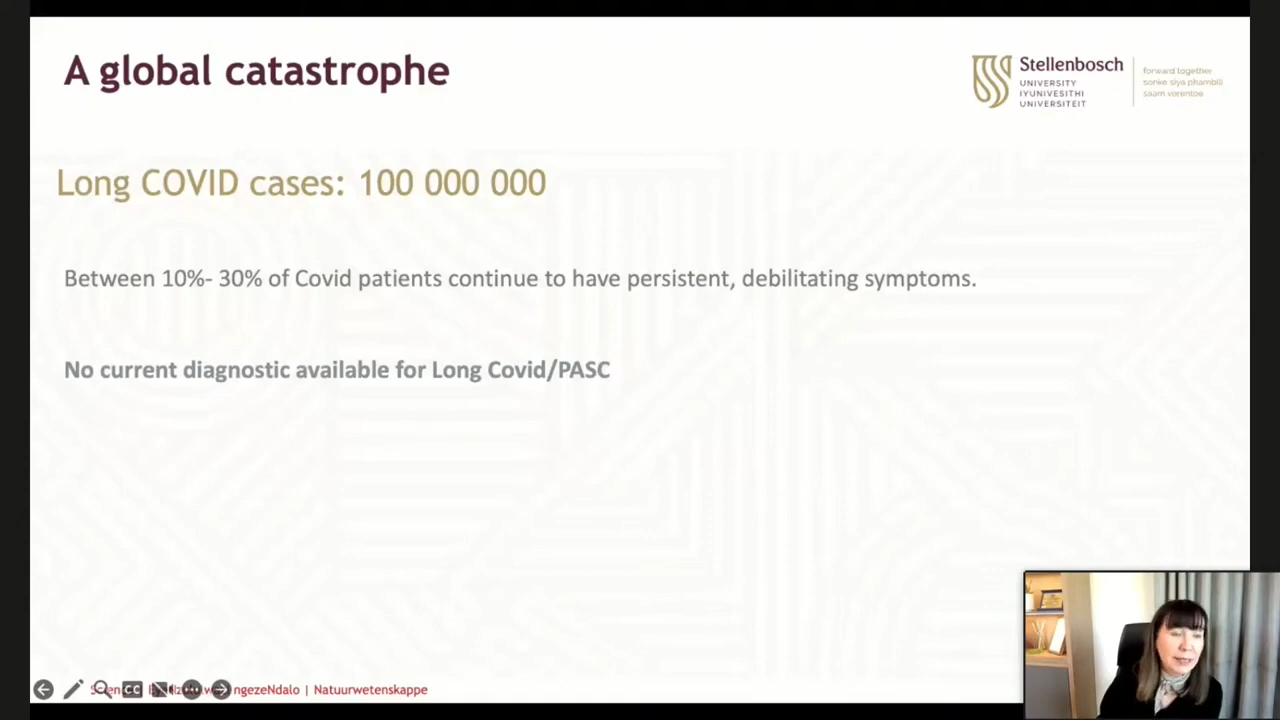 A global catastrophe
Stellenbosch
UNIVERSITY
IYUNIVESITHI
UNIVERSITEIT
forward together
sonke siya phambili
saam vorentoe
Long COVID cases: 100 000 000
Between 10%- 30% of Covid patients continue to have persistent, debilitating symptoms.
No current diagnostic available for Long Covid/PASC
CC
ngezeNdalo | Natuurwetenskappe